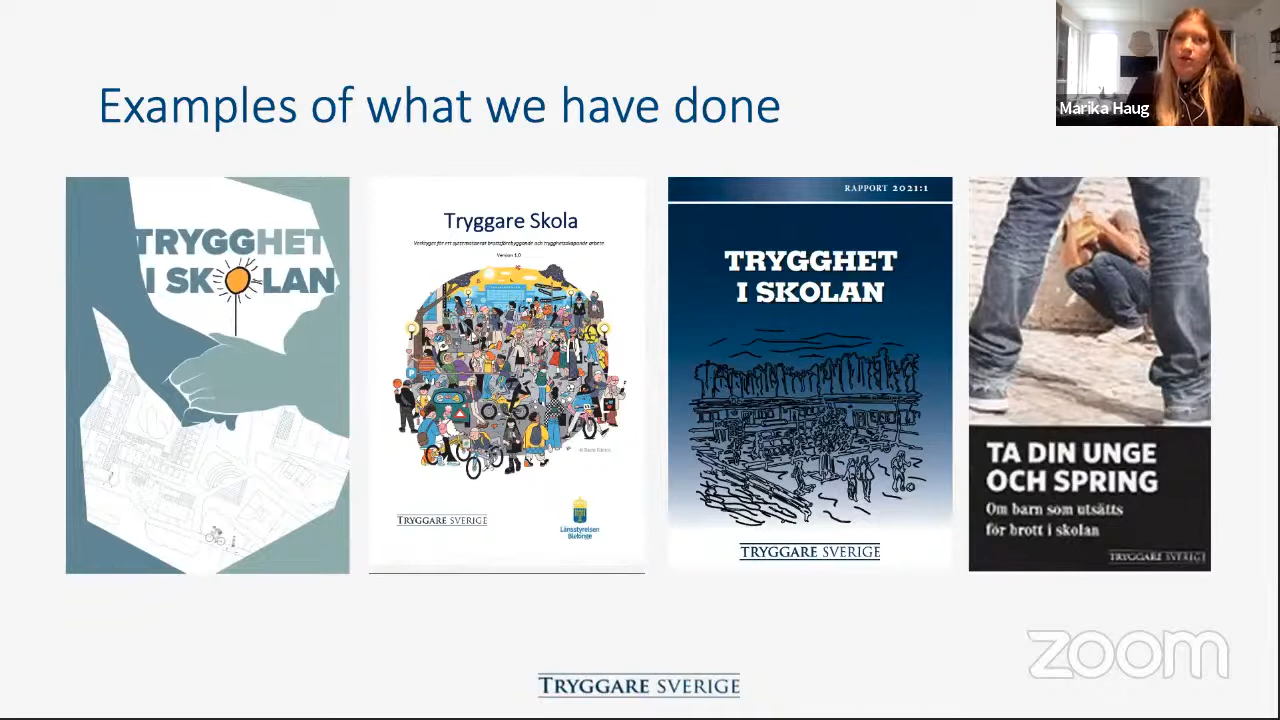 Examples of what we have done
Marika Haug
TRYGGHET
I SKOLAN
Tryggare Skola
Verktyget för ett systematiserat brottsförebyggande och trygghetsskapande arbete
Version 1.0
TRYGGARE SVERIGE
Länsstyrelsen
Blekinge
RAPPORT 2021:1
TRYGGHET
I SKOLAN
TRYGGARE SVERIGE
TA DIN UNGE
OCH SPRING
Om barn som utsätts
för brott i skolan
TRYGGARE SVERIGE
zoom
TRYGGARE SVERIGE